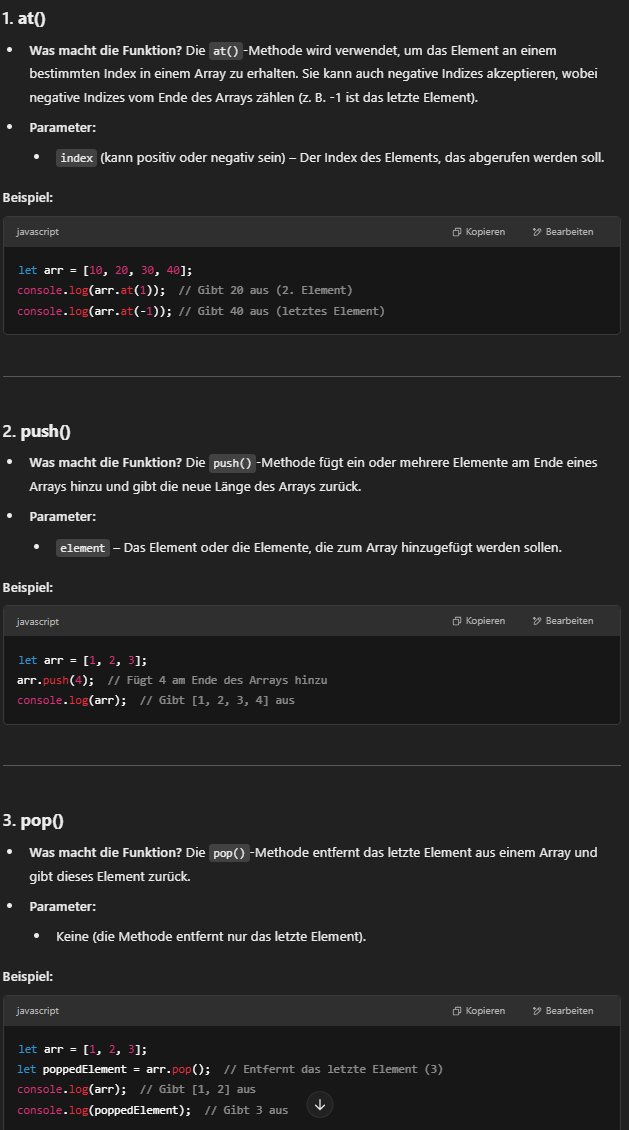 1. at()
Was macht die Funktion? Die at()-Methode wird verwendet, um das Element an einem
bestimmten Index in einem Array zu erhalten. Sie kann auch negative Indizes akzeptieren, wobei
negative Indizes vom Ende des Arrays zählen (z. B. -1 ist das letzte Element).
Parameter:
index (kann positiv oder negativ sein) – Der Index des Elements, das abgerufen werden soll.
Beispiel:
javascript Kopieren Bearbeiten
let arr = [10, 20, 30, 40];
console.log(arr.at(1));  // Gibt 20 aus (2. Element)
console.log(arr.at(-1)); // Gibt 40 aus (letztes Element)
2. push()
Was macht die Funktion? Die push()-Methode fügt ein oder mehrere Elemente am Ende eines
Arrays hinzu und gibt die neue Länge des Arrays zurück.
Parameter:
element – Das Element oder die Elemente, die zum Array hinzugefügt werden sollen.
Beispiel:
javascript Kopieren Bearbeiten
let arr = [1, 2, 3];
arr.push(4);  // Fügt 4 am Ende des Arrays hinzu
console.log(arr);  // Gibt [1, 2, 3, 4] aus
3. pop()
Was macht die Funktion? Die pop()-Methode entfernt das letzte Element aus einem Array und
gibt dieses Element zurück.
Parameter:
Keine (die Methode entfernt nur das letzte Element).
Beispiel:
javascript Kopieren Bearbeiten
let arr = [1, 2, 3];
let poppedElement = arr.pop();  // Entfernt das letzte Element (3)
console.log(arr);  // Gibt [1, 2] aus
console.log(poppedElement);  // Gibt 3 aus